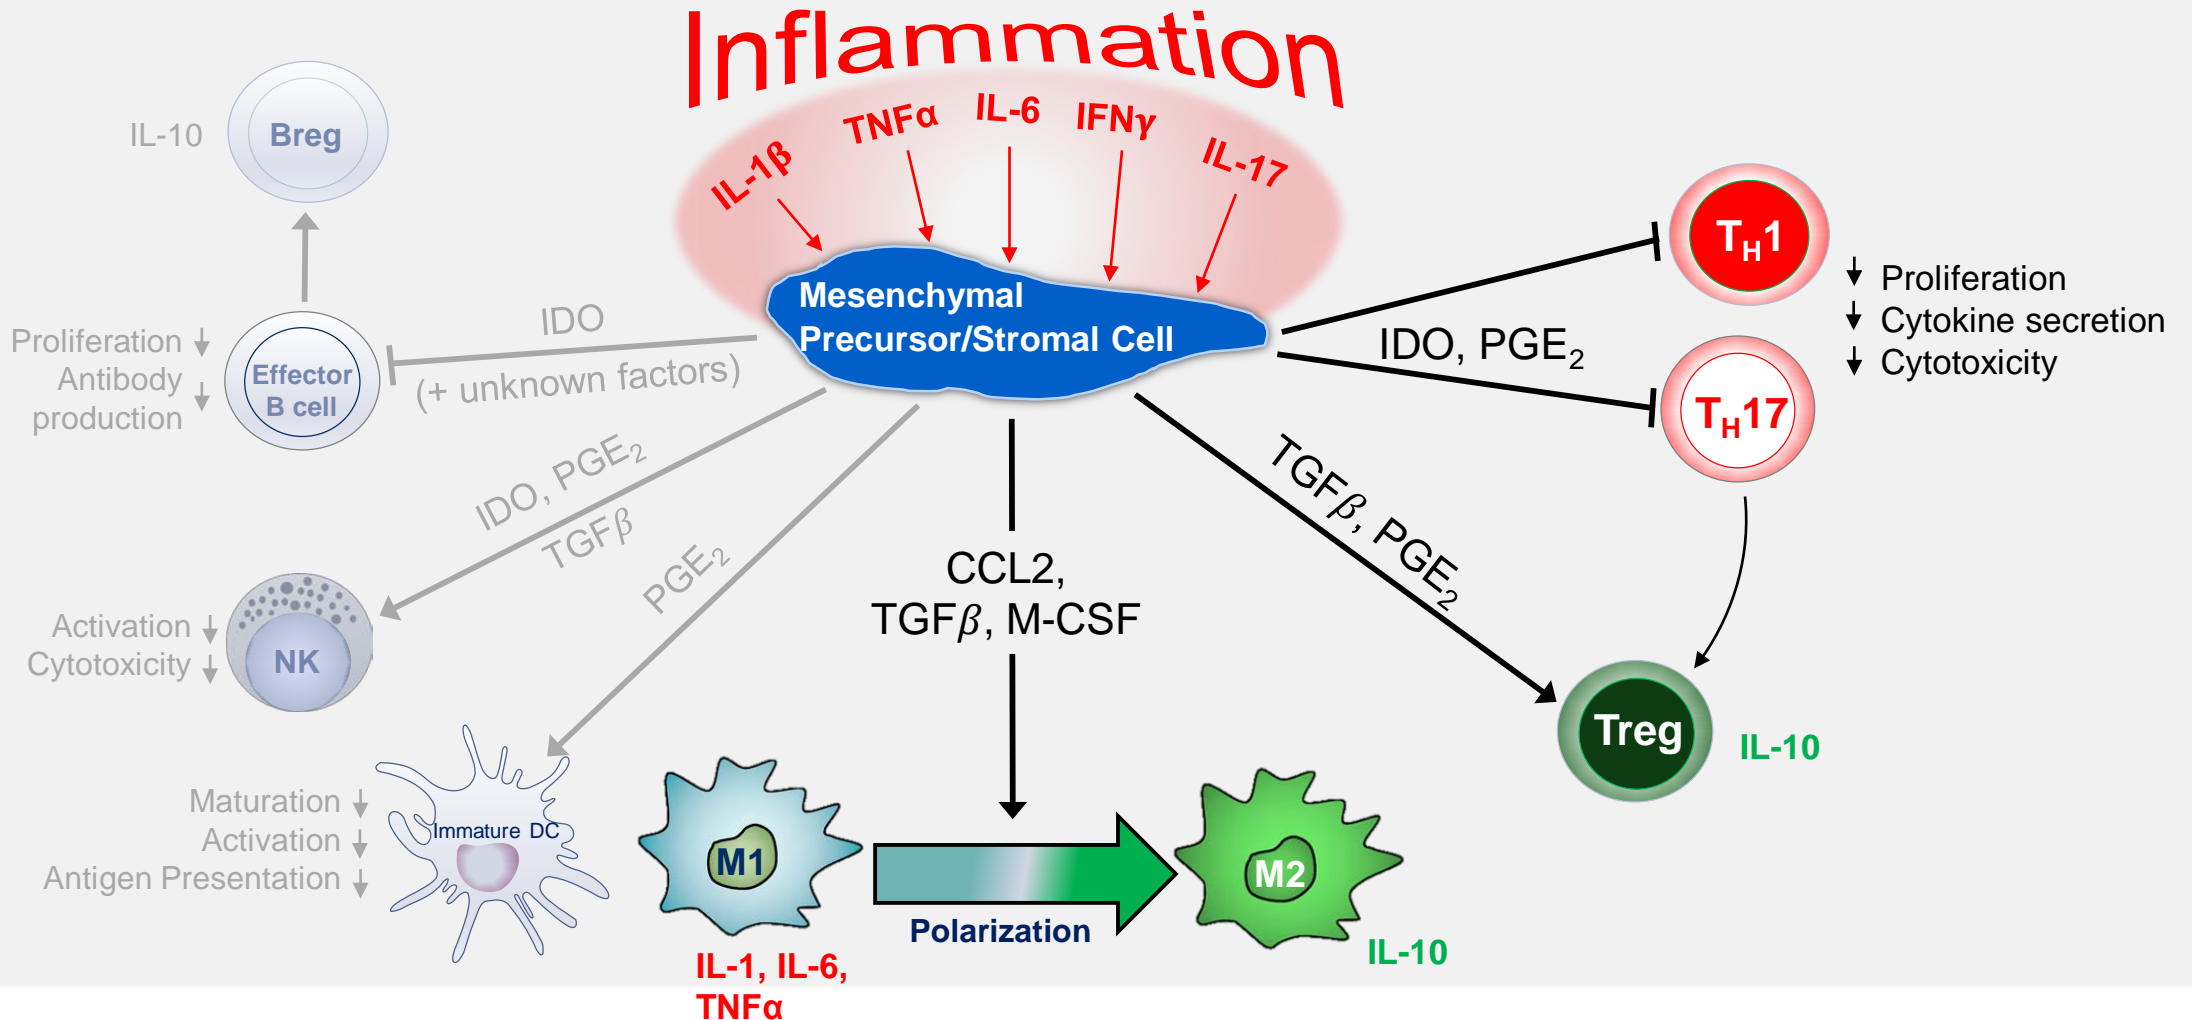 Inflammation
IL-1β
TNFα
IL-6
IFNγ
IL-17
Mesenchymal
Precursor/Stromal Cell
IL-10
Breg
Proliferation ↓
Antibody
production ↓
Effector
B cell
IDO
(+ unknown factors)
IDO, PGE₂
TGFβ
Activation ↓
Cytotoxicity ↓
NK
PGE₂
Maturation ↓
Activation ↓
Antigen Presentation ↓
Immature DC
CCL2,
TGFβ, M-CSF
M1
IL-1, IL-6,
TNFα
Polarization
M2
IL-10
IDO, PGE₂
T_H1
T_H17
↓ Proliferation
↓ Cytokine secretion
↓ Cytotoxicity
TGFβ, PGE₂
Treg
IL-10